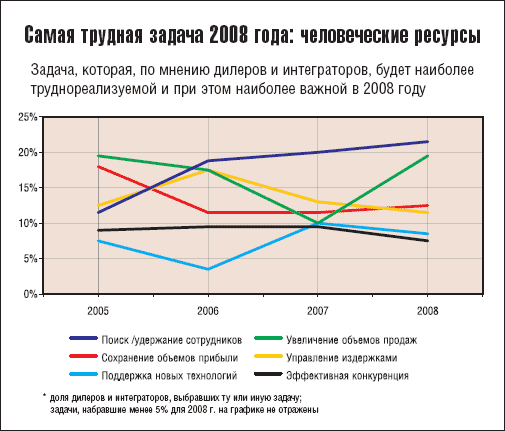 Самая трудная задача 2008 года: человеческие ресурсы
Задача, которая, по мнению дилеров и интеграторов, будет наиболее
труднореализуемой и при этом наиболее важной в 2008 году
25%
20%
15%
10%
5%
0%
2005 2006 2007 2008
Поиск /удержание сотрудников Увеличение объемов продаж
Сохранение объемов прибыли Управление издержками
Поддержка новых технологий Эффективная конкуренция
* доля дилеров и интеграторов, выбравших ту или иную задачу;
задачи, набравшие менее 5% для 2008 г. на графике не отражены